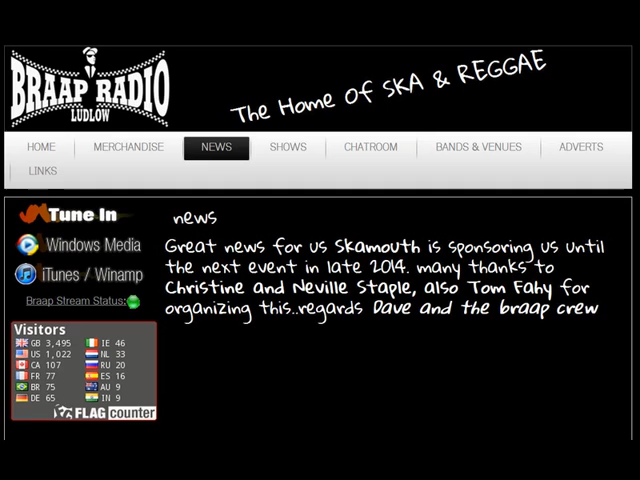 BRAAP RADIO
LUDLOW
The Home Of SKA & REGGAE
HOME MERCHANDISE NEWS SHOWS CHATROOM BANDS & VENUES ADVERTS
LINKS
Tune In
Windows Media
iTunes / Winamp
Braap Stream Status:
Visitors
GB 3,495 IE 46
US 1,022 NL 33
CA 107 RU 20
FR 77 ES 16
BR 75 AU 9
DE 65 IN 9
FLAG counter
news
Great news for us Skamouth is sponsoring us until
the next event in late 2014. many thanks to
Christine and Neville Staple, also Tom Fahy for
organizing this..regards Dave and the braap crew